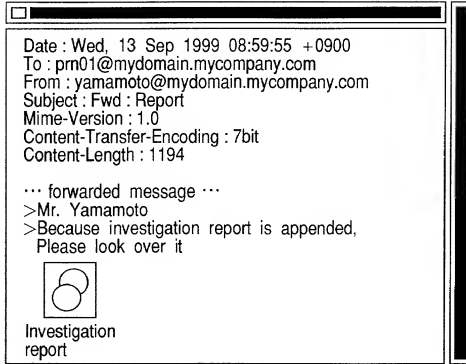 Date : Wed, 13 Sep 1999 08:59:55 +0900
To : prn01@mydomain.mycompany.com
From : yamamoto@mydomain.mycompany.com
Subject : Fwd : Report
Mime-Version : 1.0
Content-Transfer-Encoding : 7bit
Content-Length : 1194
··· forwarded message ···
>Mr. Yamamoto
>Because investigation report is appended,
Please look over it
Investigation
report